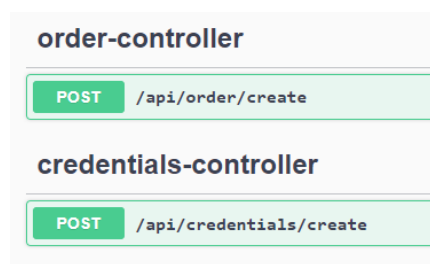 order-controller
POST /api/order/create
credentials-controller
POST /api/credentials/create